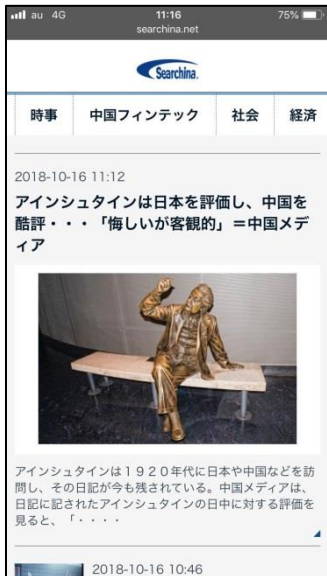 au 4G 11:16 75%
searchina.net
Searchina.
時事 中国フィンテック 社会 経済
2018-10-16 11:12
アインシュタインは日本を評価し、中国を
酷評・・・「悔しいが客観的」＝中国メデ
ィア
アインシュタインは１９２０年代に日本や中国などを訪
問し、その日記が今も残されている。中国メディアは、
日記に記されたアインシュタインの日中に対する評価を
見ると、「・・・・
2018-10-16 10:46